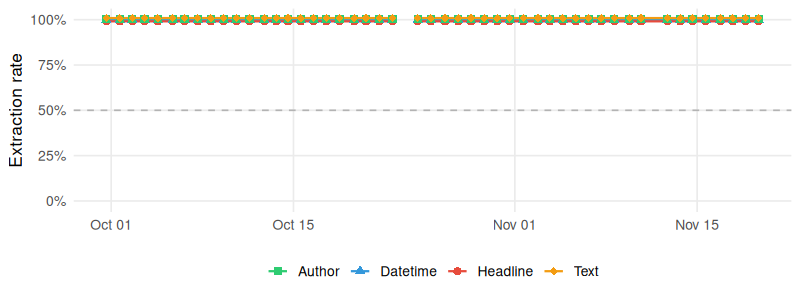 Extraction rate
100%
75%
50%
25%
0%
Oct 01 Oct 15 Nov 01 Nov 15
Author Datetime Headline Text